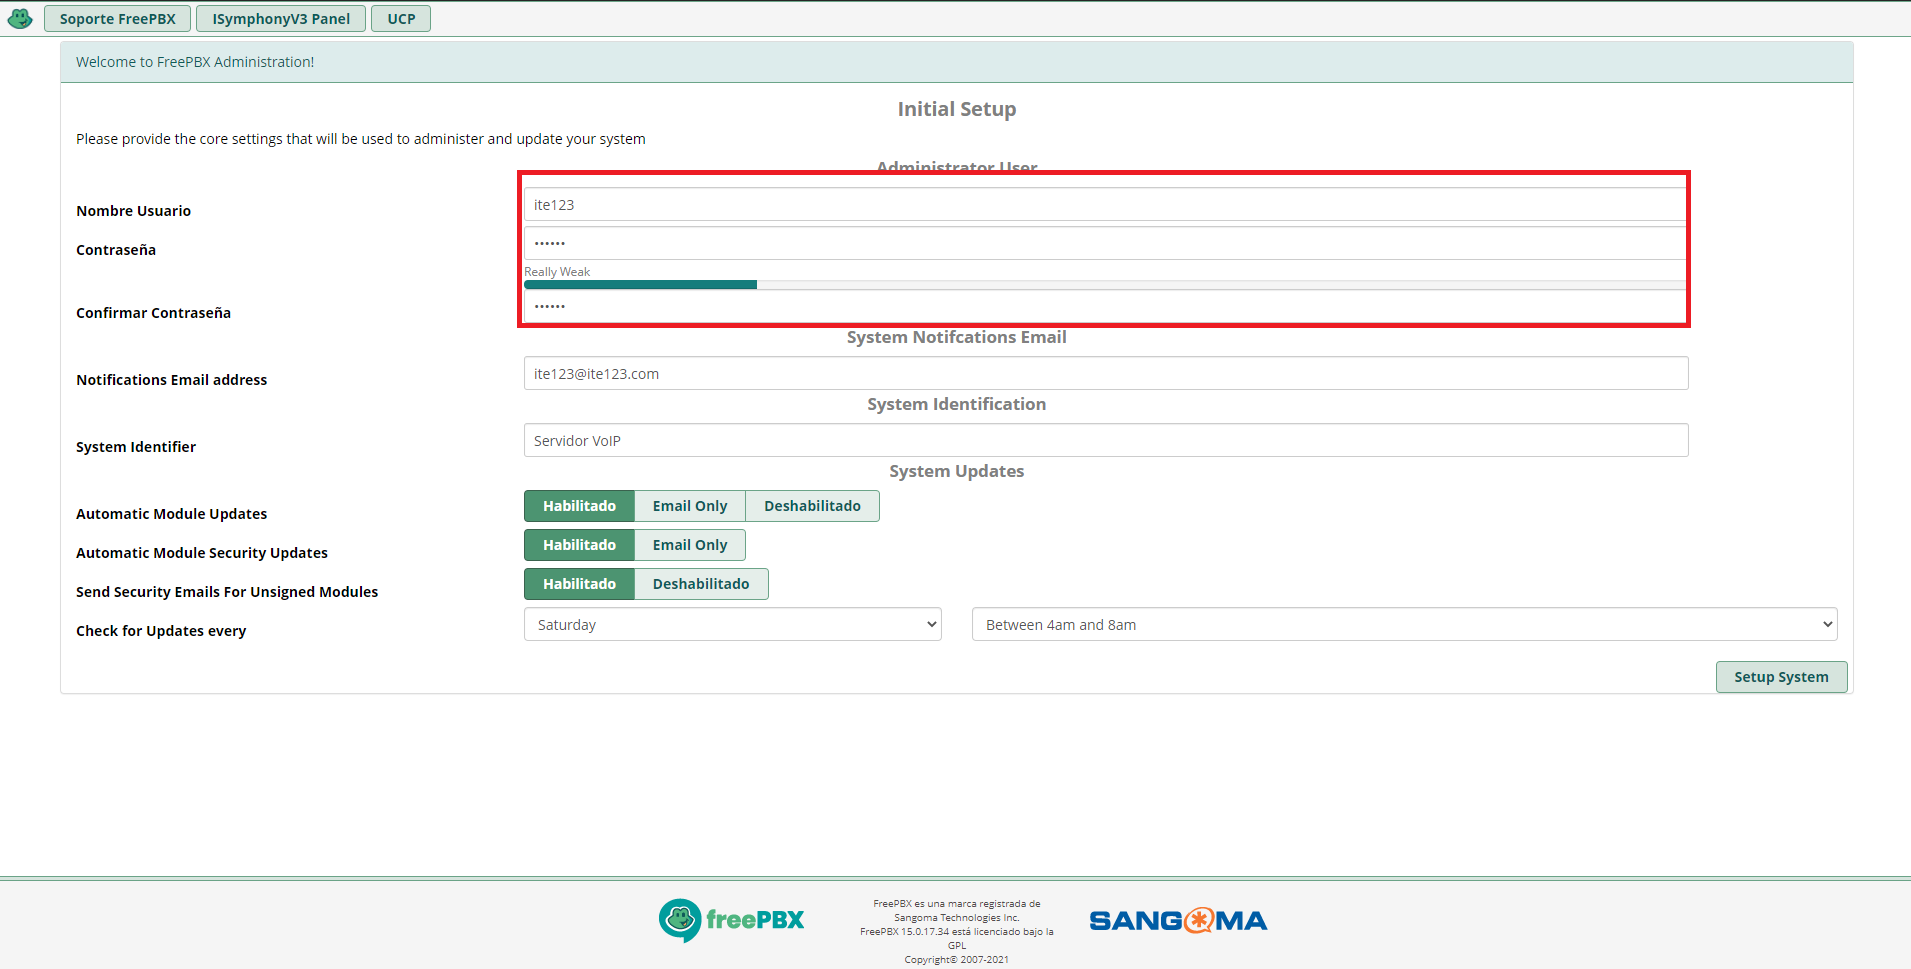 Soporte FreePBX ISymphonyV3 Panel UCP
Welcome to FreePBX Administration!
Initial Setup
Please provide the core settings that will be used to administer and update your system
Administrator User
Nombre Usuario ite123
Contraseña ••••••
Really Weak
Confirmar Contraseña ••••••
System Notifcations Email
Notifications Email address ite123@ite123.com
System Identification
System Identifier Servidor VoIP
System Updates
Automatic Module Updates Habilitado Email Only Deshabilitado
Automatic Module Security Updates Habilitado Email Only
Send Security Emails For Unsigned Modules Habilitado Deshabilitado
Check for Updates every Saturday Between 4am and 8am
Setup System
freePBX
FreePBX es una marca registrada de
Sangoma Technologies Inc.
FreePBX 15.0.17.34 está licenciado bajo la
GPL
Copyright© 2007-2021
SANGOMA